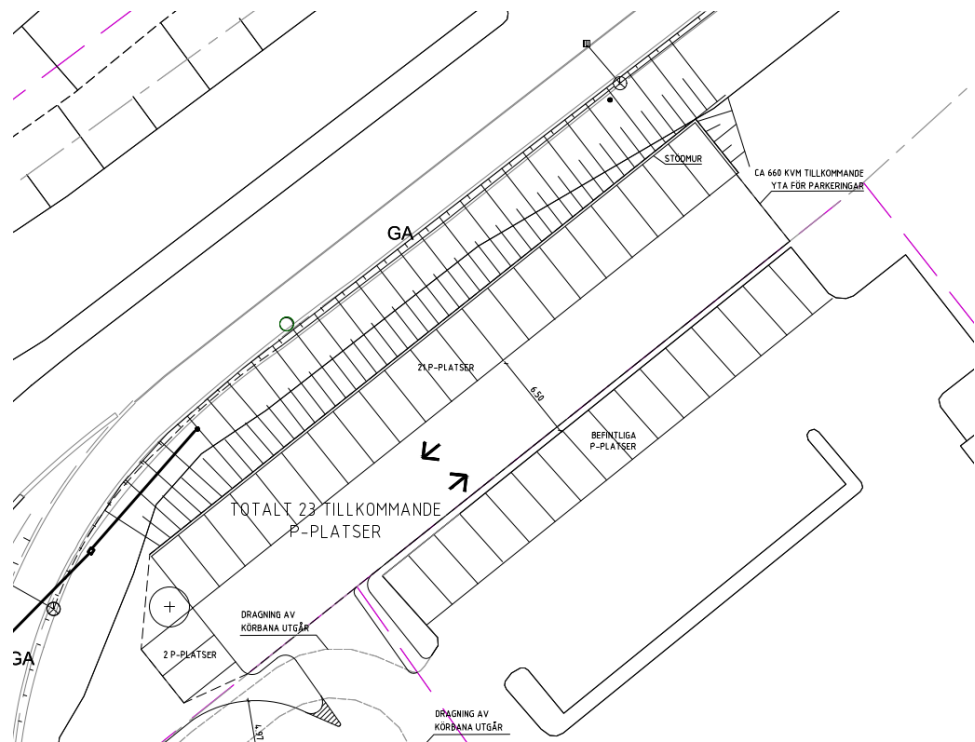 STÖDMUR
CA 660 KVM TILLKOMMANDE
YTA FÖR PARKERINGAR
GA
21 P-PLATSER
6.50
BEFINTLIGA
P-PLATSER
TOTALT 23 TILLKOMMANDE
P-PLATSER
DRAGNING AV
KÖRBANA UTGÅR
GA
2 P-PLATSER
DRAGNING AV
KÖRBANA UTGÅR